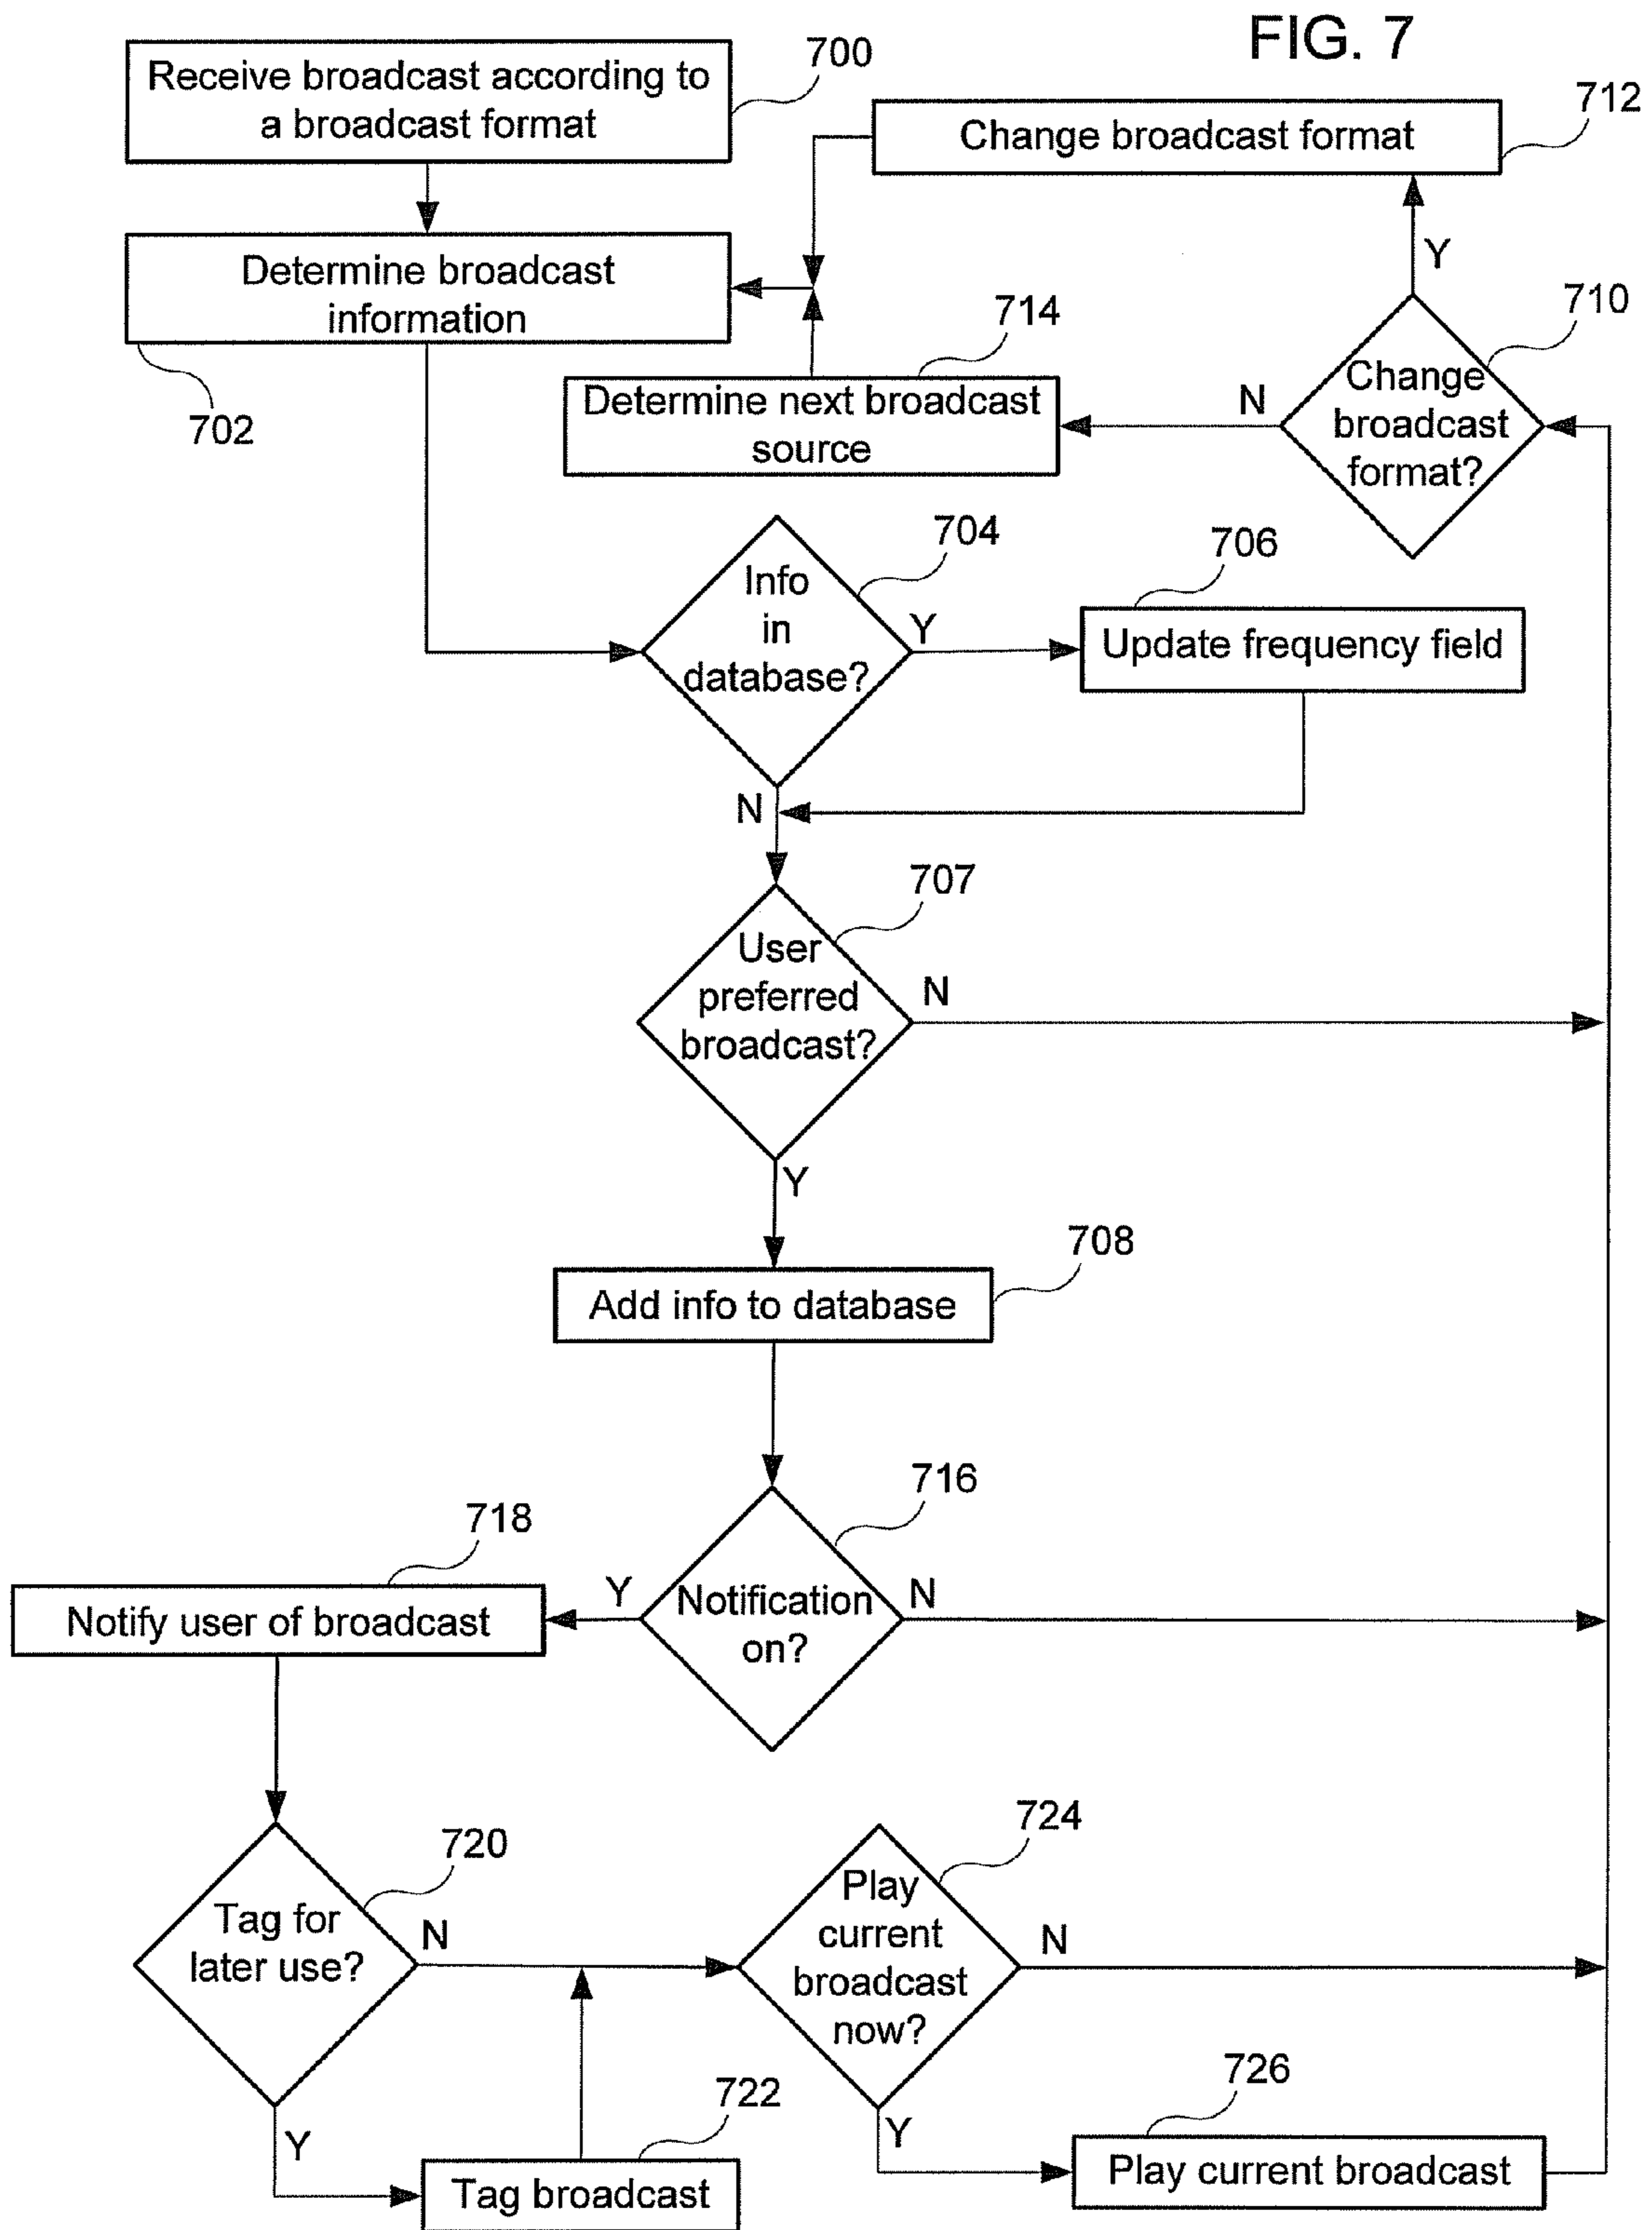 FIG. 7
Receive broadcast according to
a broadcast format
700
Change broadcast format
712
Y
Determine broadcast
information
702
714
Determine next broadcast
source
N
710
Change
broadcast
format?
704
Info
in
database?
Y
706
Update frequency field
N
707
User
preferred
broadcast?
N
Y
708
Add info to database
716
Notification
on?
Y
N
718
Notify user of broadcast
720
Tag for
later use?
N
Y
722
Tag broadcast
724
Play
current
broadcast
now?
N
Y
726
Play current broadcast